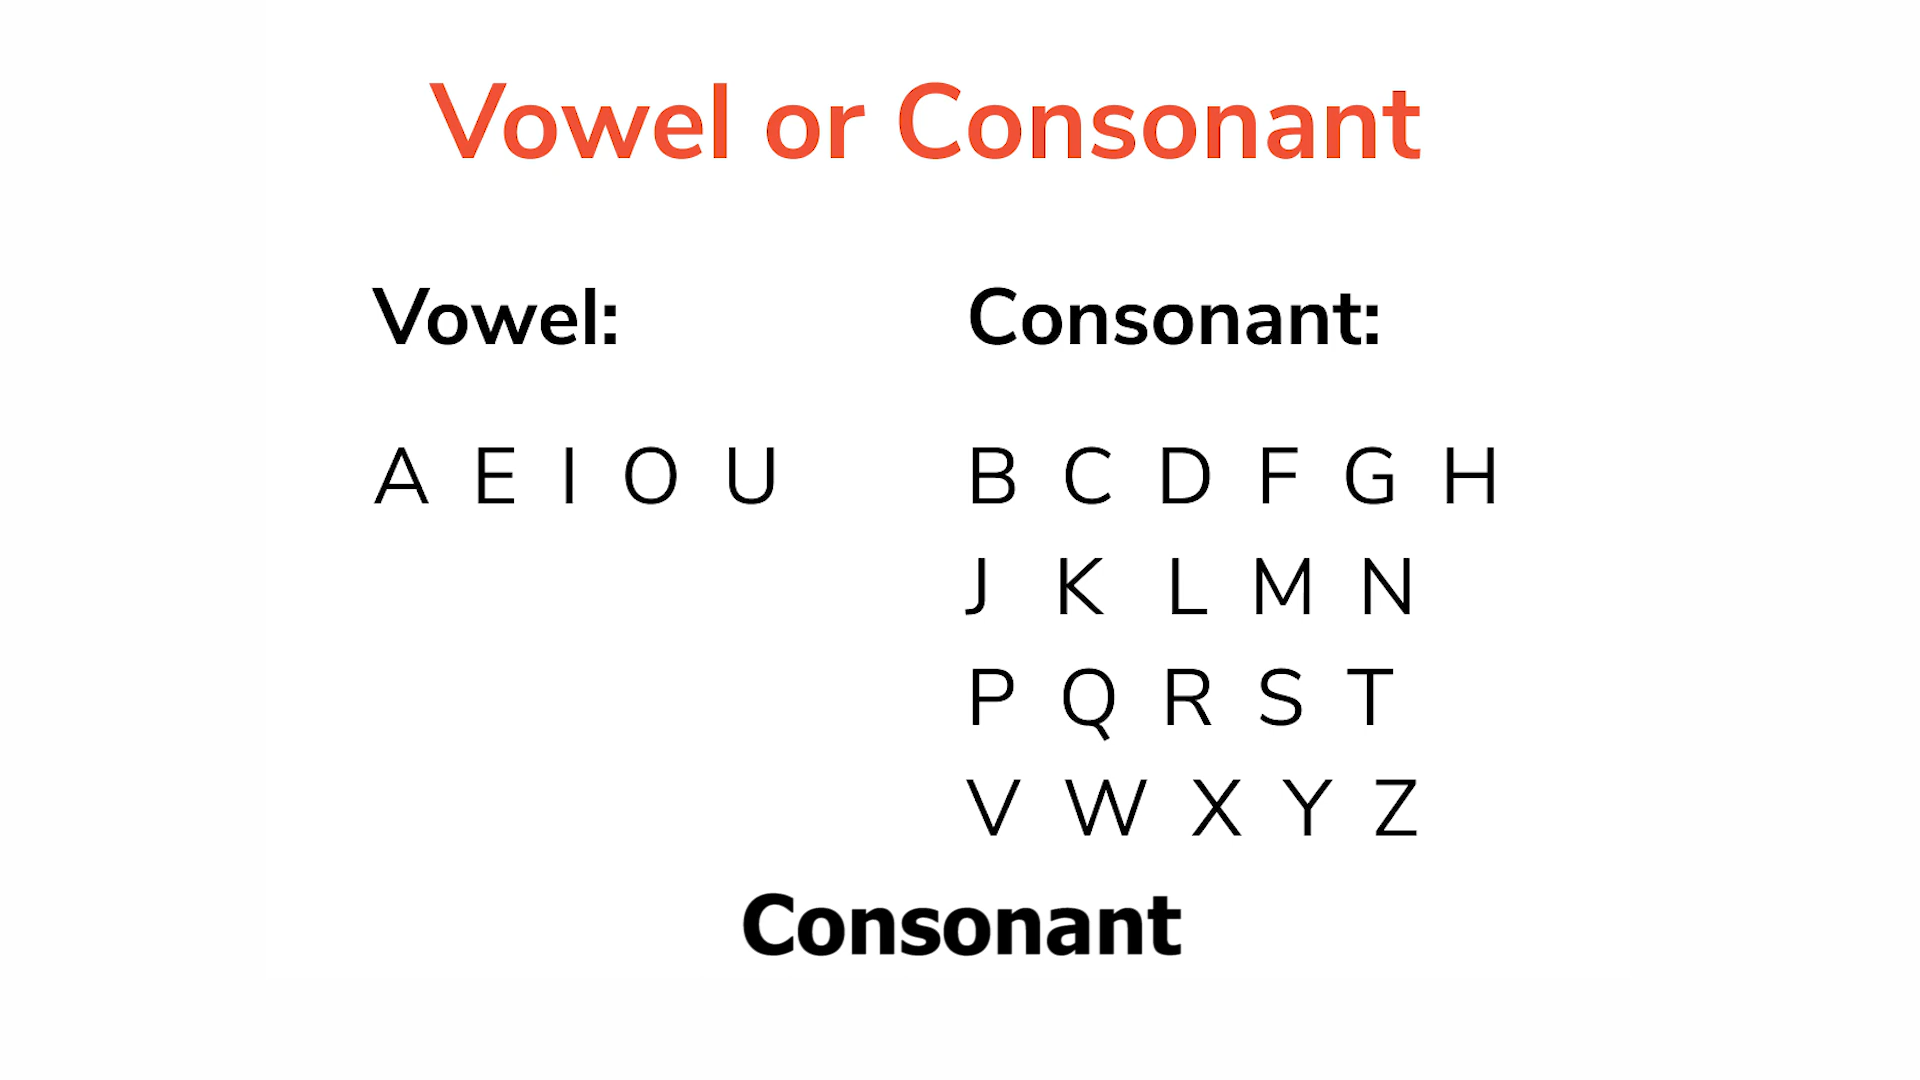 Vowel or Consonant
Vowel:
A E I O U
Consonant:
B C D F G H
J K L M N
P Q R S T
V W X Y Z
Consonant